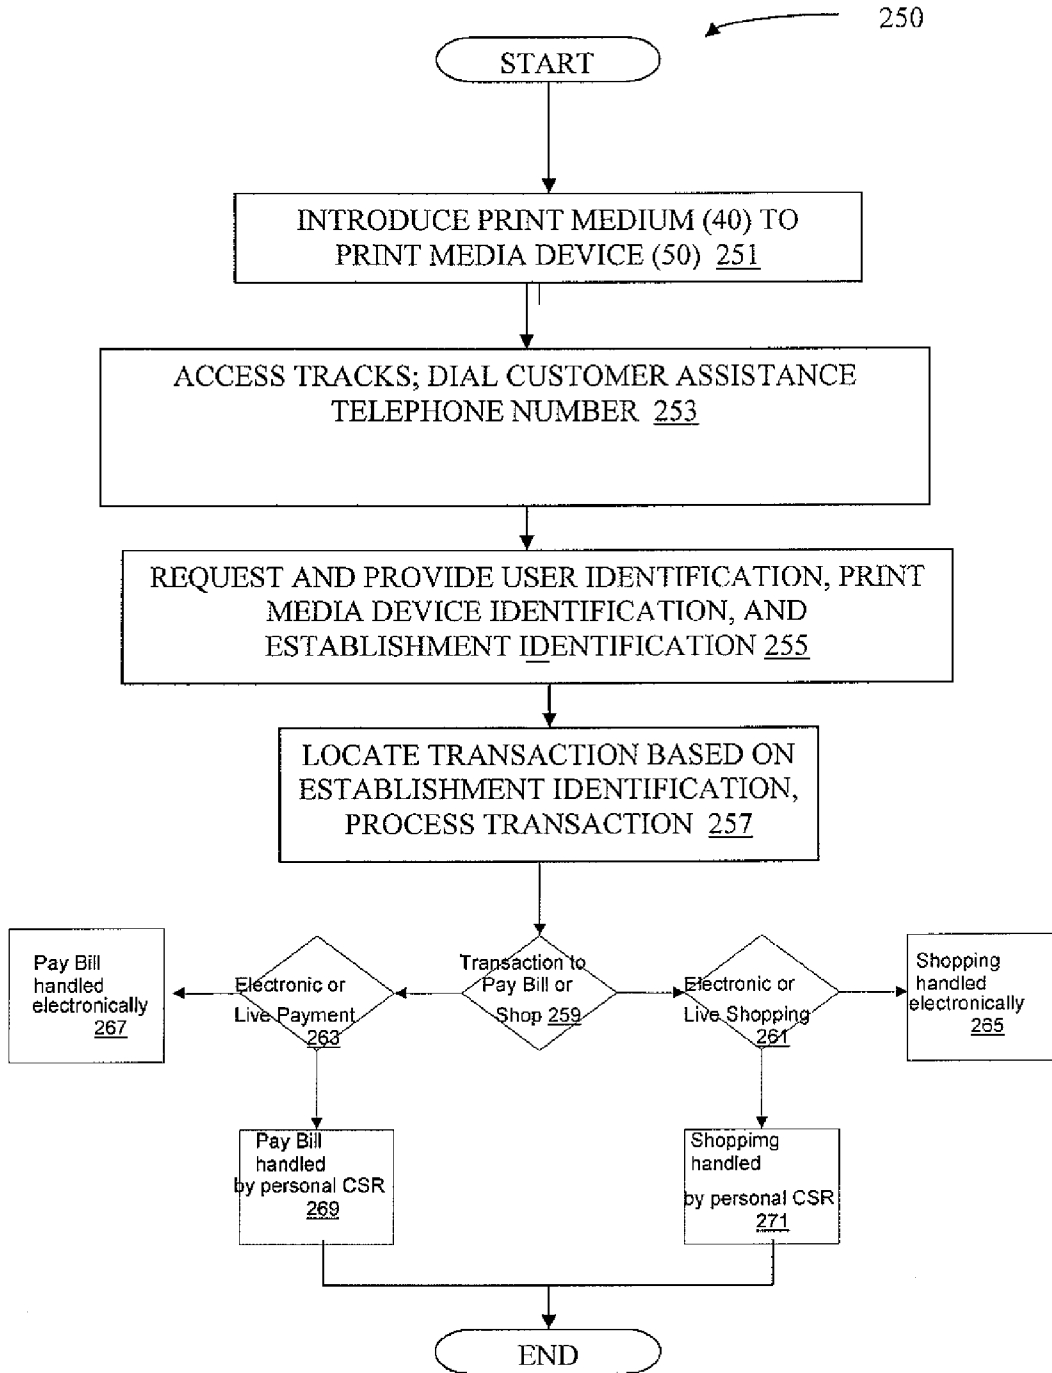 250
START
INTRODUCE PRINT MEDIUM (40) TO
PRINT MEDIA DEVICE (50) 251
ACCESS TRACKS; DIAL CUSTOMER ASSISTANCE
TELEPHONE NUMBER 253
REQUEST AND PROVIDE USER IDENTIFICATION, PRINT
MEDIA DEVICE IDENTIFICATION, AND
ESTABLISHMENT IDENTIFICATION 255
LOCATE TRANSACTION BASED ON
ESTABLISHMENT IDENTIFICATION,
PROCESS TRANSACTION 257
Pay Bill
handled
electronically
267
Electronic or
Live Payment
263
Transaction to
Pay Bill or
Shop 259
Electronic or
Live Shopping
261
Shopping
handled
electronically
265
Pay Bill
handled
by personal CSR
269
Shoppimg
handled
by personal CSR
271
END